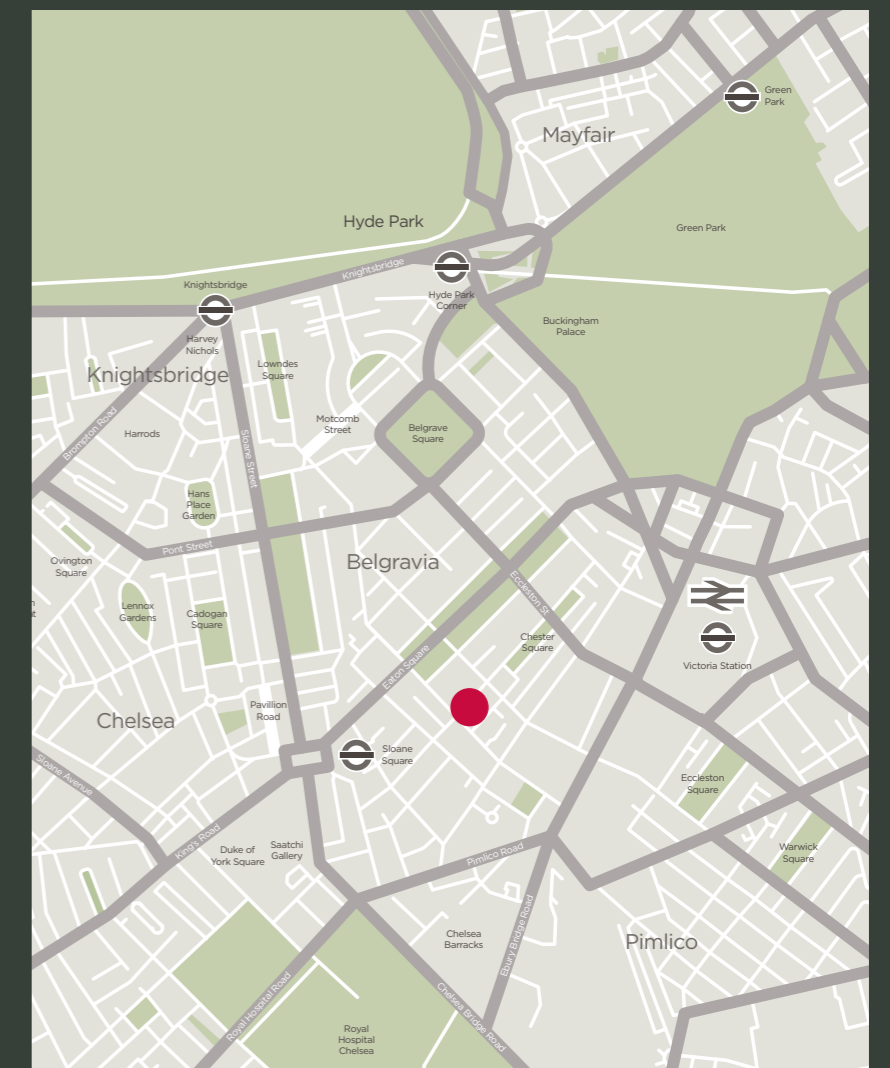 Green
Park
Mayfair
Hyde Park
Green Park
Knightsbridge
Knightsbridge
Hyde Park
Corner
Buckingham
Palace
Harvey
Nichols
Knightsbridge
Lowndes
Square
Motcomb
Street
Belgrave
Square
Brompton Road
Harrods
Sloane Street
Hans
Place
Garden
Pont Street
Ovington
Square
Belgravia
Eccleston St
Lennox
Gardens
Cadogan
Square
Chester
Square
Eaton Square
Victoria Station
Chelsea
Pavillion
Road
Sloane
Square
Sloane Avenue
Eccleston
Square
King's Road
Duke of
York Square
Saatchi
Gallery
Pimlico Road
Warwick
Square
Chelsea
Barracks
Ebury Bridge Road
Pimlico
Royal Hospital Road
Chelsea Bridge Road
Royal
Hospital
Chelsea